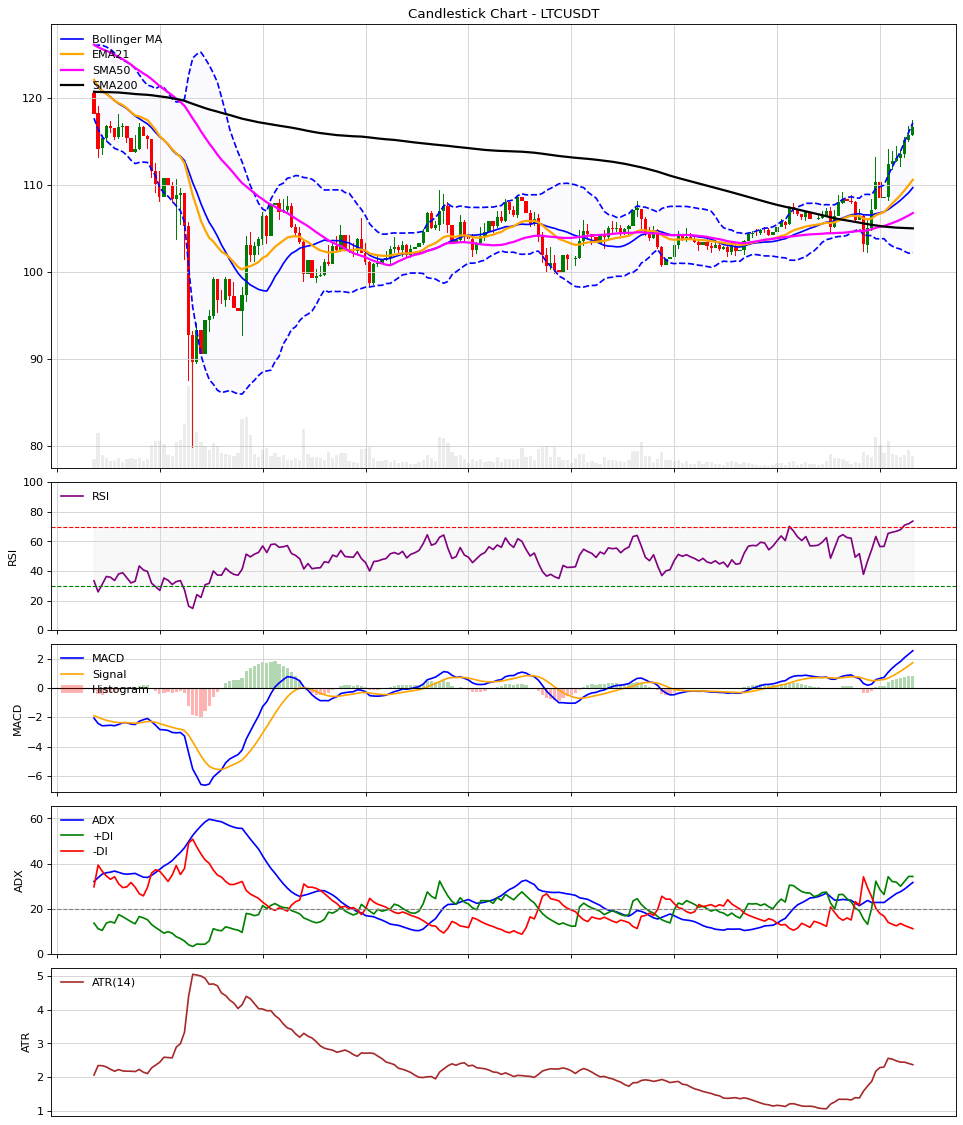 Candlestick Chart - LTCUSDT
Bollinger MA
EMA21
SMA50
SMA200
120
110
100
90
80
RSI
100
80
60
40
20
0
RSI
MACD
Signal
Histogram
2
0
−2
−4
−6
MACD
ADX
+DI
-DI
60
40
20
0
ADX
ATR(14)
5
4
3
2
1
ATR